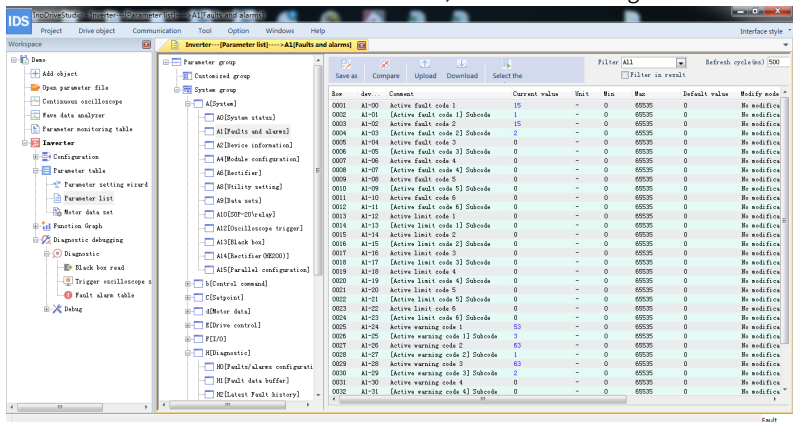 IDS InoDriveStudio - Inverter---[Parameter list]---->A1[Faults and alarms]
Project Drive object Communication Tool Option Windows Help Interface style
Workspace Inverter---[Parameter list]---->A1[Faults and alarms]
Demo
Add object
Open parameter file
Continuous oscilloscope
Wave data analyzer
Parameter monitoring table
Inverter
Configuration
Parameter table
Parameter setting wizard
Parameter list
Motor data set
Function Graph
Diagnostic debugging
Diagnostic
Black box read
Trigger oscilloscope s
Fault alarm table
Debug
Parameter group
Customized group
System group
A[System]
A0[System status]
A1[Faults and alarms]
A2[Device information]
A4[Module configuration]
A6[Rectifier]
A8[Utility setting]
A9[Data sets]
A10[SOP-20\relay]
A12[Oscilloscope trigger]
A13[Black box]
A14[Rectifier(HE200)]
A15[Parallel configuration]
b[Control command]
C[Setpoint]
d[Motor data]
E[Drive control]
F[I/O]
H[Diagnostic]
H0[Faults/alarms configurati
H1[Fault data buffer]
H2[Latest Fault history]
Save as Compare Upload Download Select the
Filter All Refresh cycle(ms) 500
Filter in result
Row dev... Comment Current value Unit Min Max Default value Modify mode
0001 A1-00 Active fault code 1 15 - 0 65535 0 No modifica
0002 A1-01 [Active fault code 1] Subcode 1 - 0 65535 0 No modifica
0003 A1-02 Active fault code 2 15 - 0 65535 0 No modifica
0004 A1-03 [Active fault code 2] Subcode 2 - 0 65535 0 No modifica
0005 A1-04 Active fault code 3 0 - 0 65535 0 No modifica
0006 A1-05 [Active fault code 3] Subcode 0 - 0 65535 0 No modifica
0007 A1-06 Active fault code 4 0 - 0 65535 0 No modifica
0008 A1-07 [Active fault code 4] Subcode 0 - 0 65535 0 No modifica
0009 A1-08 Active fault code 5 0 - 0 65535 0 No modifica
0010 A1-09 [Active fault code 5] Subcode 0 - 0 65535 0 No modifica
0011 A1-10 Active fault code 6 0 - 0 65535 0 No modifica
0012 A1-11 [Active fault code 6] Subcode 0 - 0 65535 0 No modifica
0013 A1-12 Active limit code 1 0 - 0 65535 0 No modifica
0014 A1-13 [Active limit code 1] Subcode 0 - 0 65535 0 No modifica
0015 A1-14 Active limit code 2 0 - 0 65535 0 No modifica
0016 A1-15 [Active limit code 2] Subcode 0 - 0 65535 0 No modifica
0017 A1-16 Active limit code 3 0 - 0 65535 0 No modifica
0018 A1-17 [Active limit code 3] Subcode 0 - 0 65535 0 No modifica
0019 A1-18 Active limit code 4 0 - 0 65535 0 No modifica
0020 A1-19 [Active limit code 4] Subcode 0 - 0 65535 0 No modifica
0021 A1-20 Active limit code 5 0 - 0 65535 0 No modifica
0022 A1-21 [Active limit code 5] Subcode 0 - 0 65535 0 No modifica
0023 A1-22 Active limit code 6 0 - 0 65535 0 No modifica
0024 A1-23 [Active limit code 6] Subcode 0 - 0 65535 0 No modifica
0025 A1-24 Active warning code 1 53 - 0 65535 0 No modifica
0026 A1-25 [Active warning code 1] Subcode 3 - 0 65535 0 No modifica
0027 A1-26 Active warning code 2 63 - 0 65535 0 No modifica
0028 A1-27 [Active warning code 2] Subcode 1 - 0 65535 0 No modifica
0029 A1-28 Active warning code 3 63 - 0 65535 0 No modifica
0030 A1-29 [Active warning code 3] Subcode 2 - 0 65535 0 No modifica
0031 A1-30 Active warning code 4 0 - 0 65535 0 No modifica
0032 A1-31 [Active warning code 4] Subcode 0 - 0 65535 0 No modifica
Fault